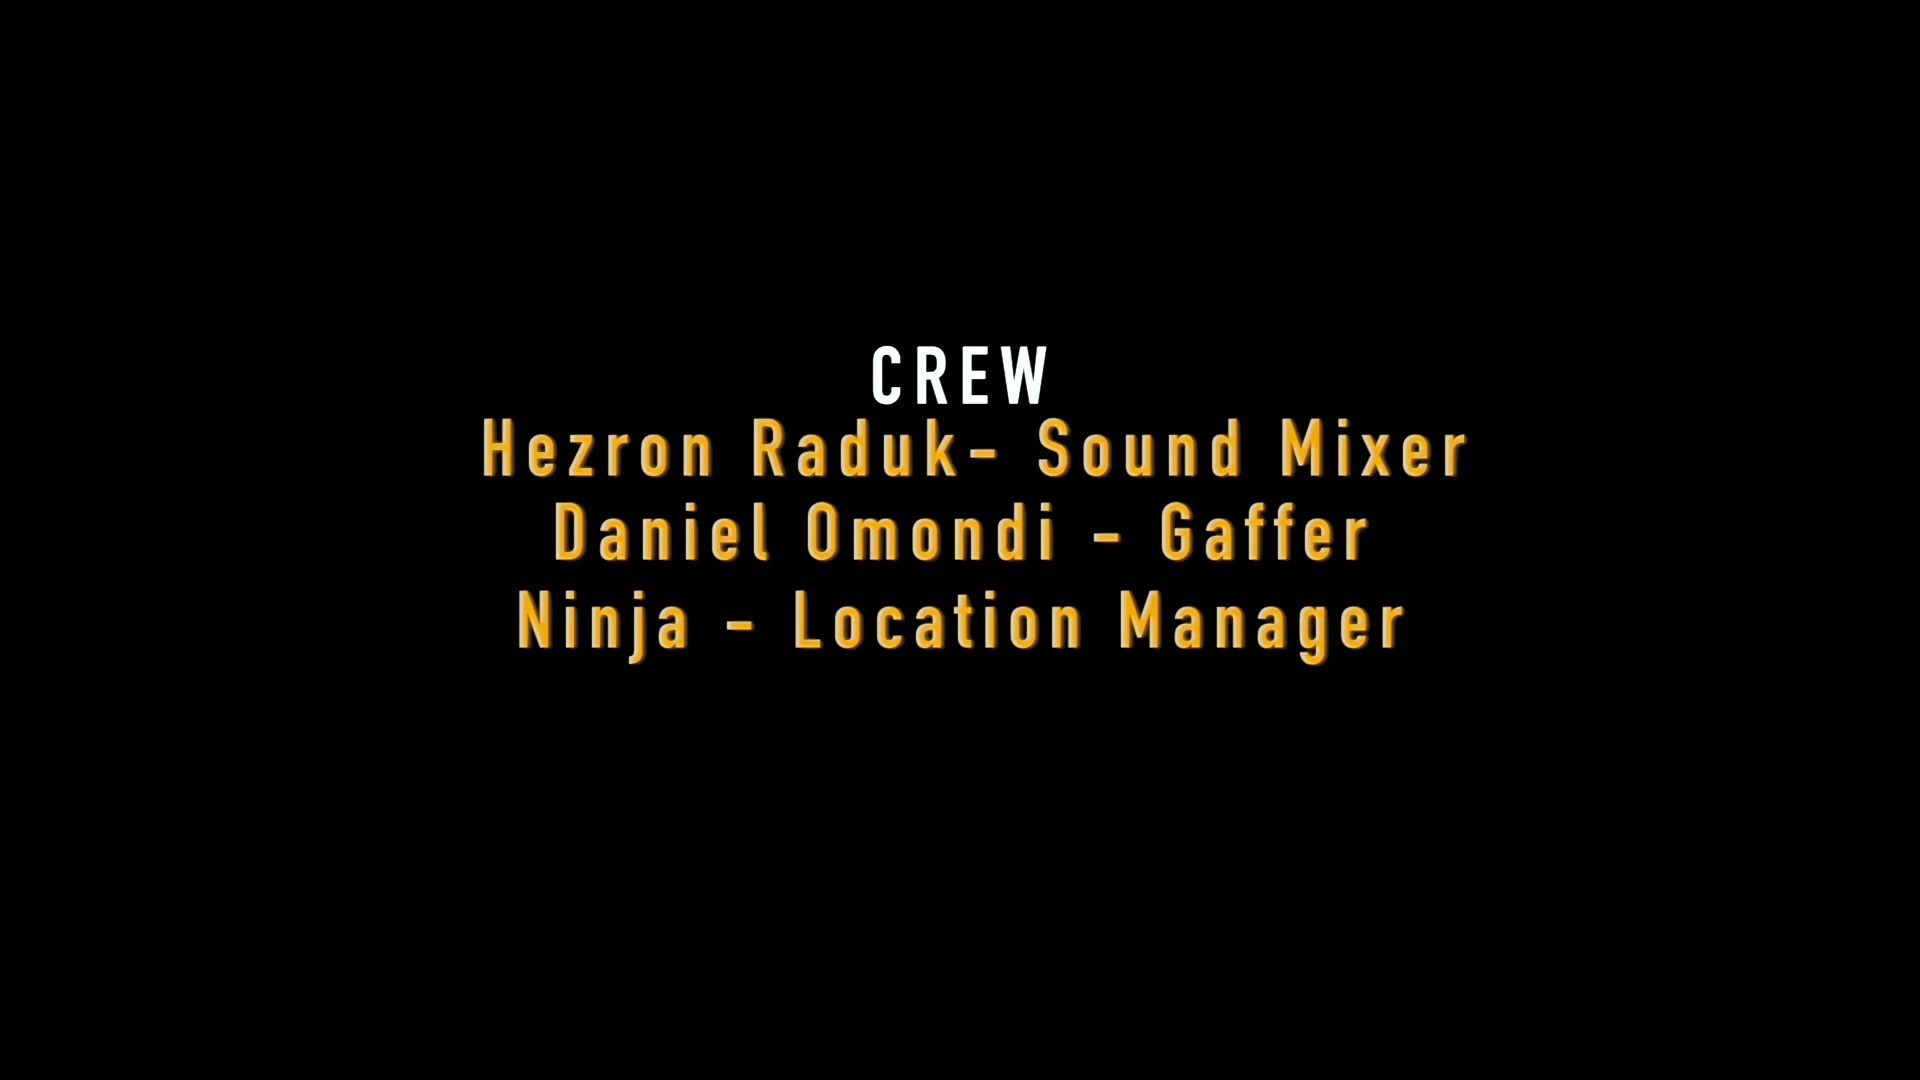 CREW
Hezron Raduk- Sound Mixer
Daniel Omondi - Gaffer
Ninja - Location Manager